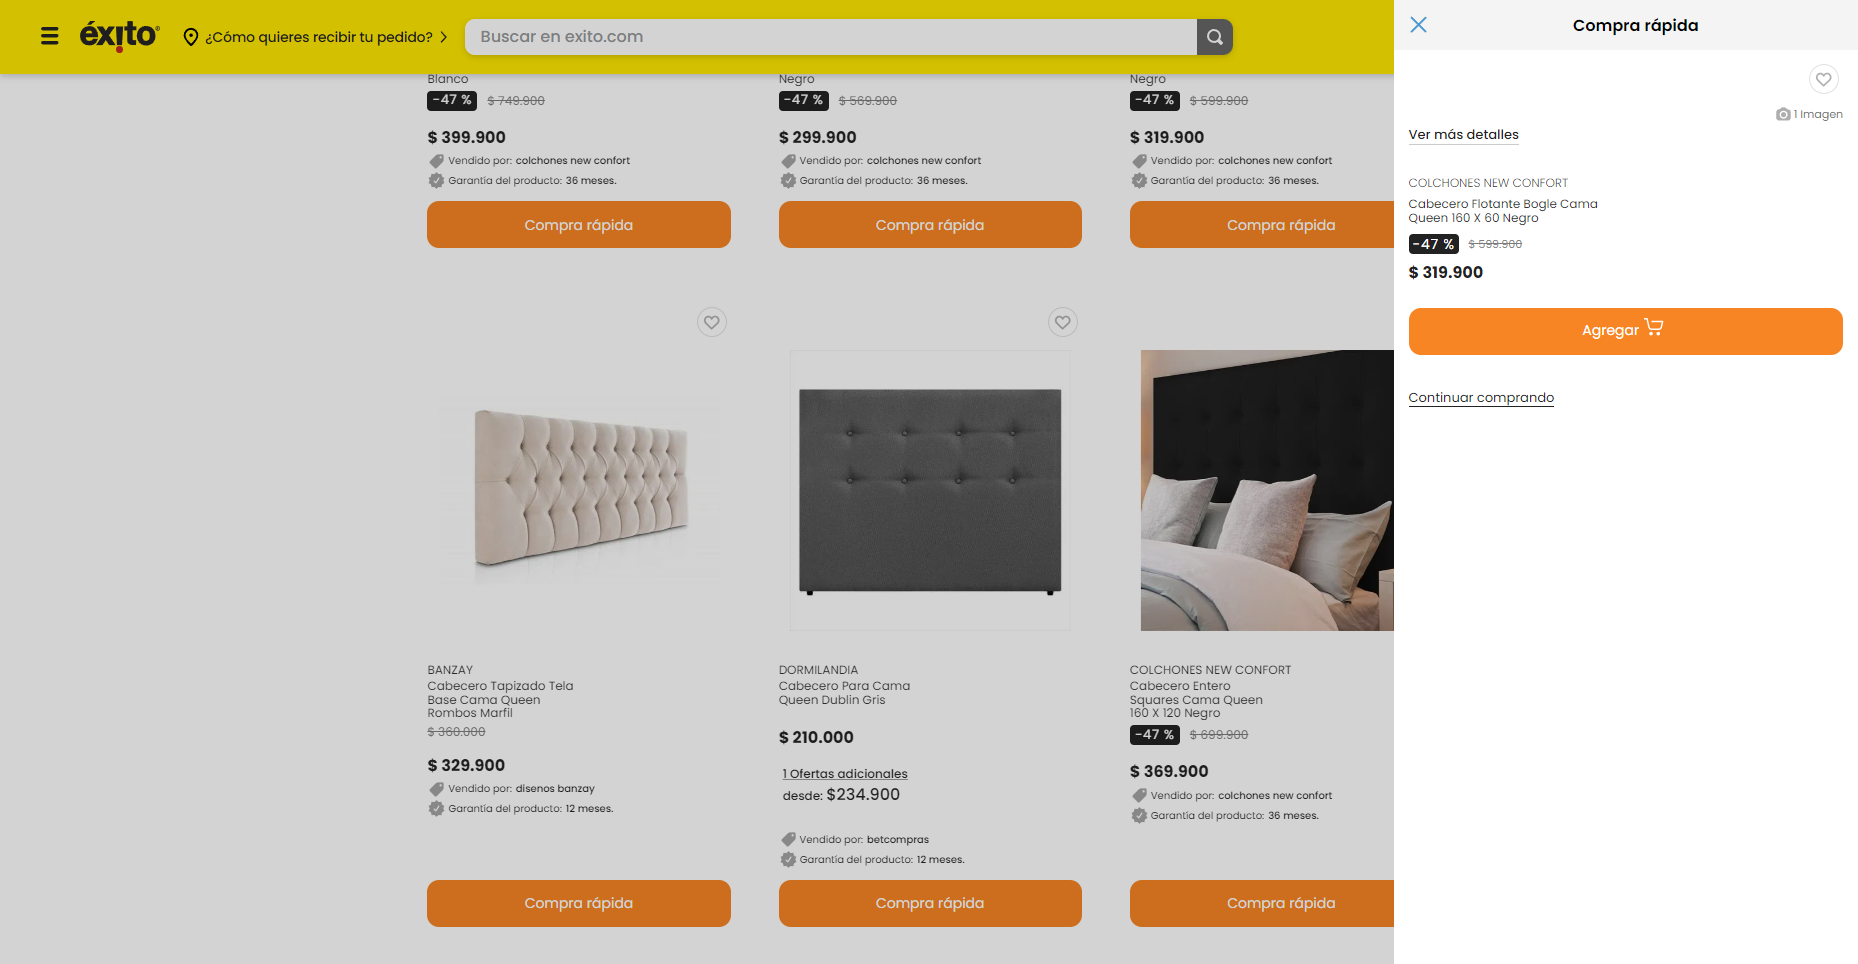 éxito
¿Cómo quieres recibir tu pedido?
Buscar en exito.com
Blanco
-47 % $ 749.900
$ 399.900
Vendido por: colchones new confort
Garantía del producto: 36 meses.
Compra rápida
Negro
-47 % $ 569.900
$ 299.900
Vendido por: colchones new confort
Garantía del producto: 36 meses.
Compra rápida
Negro
-47 % $ 599.900
$ 319.900
Vendido por: colchones new confort
Garantía del producto: 36 meses.
Compra rápida
BANZAY
Cabecero Tapizado Tela
Base Cama Queen
Rombos Marfil
$ 360.000
$ 329.900
Vendido por: disenos banzay
Garantía del producto: 12 meses.
Compra rápida
DORMILANDIA
Cabecero Para Cama
Queen Dublin Gris
$ 210.000
1 Ofertas adicionales
desde: $234.900
Vendido por: betcompras
Garantía del producto: 12 meses.
Compra rápida
COLCHONES NEW CONFORT
Cabecero Entero
Squares Cama Queen
160 X 120 Negro
-47 % $ 699.900
$ 369.900
Vendido por: colchones new confort
Garantía del producto: 36 meses.
Compra rápida
Compra rápida
1 Imagen
Ver más detalles
COLCHONES NEW CONFORT
Cabecero Flotante Bogle Cama
Queen 160 X 60 Negro
-47 % $ 599.900
$ 319.900
Agregar
Continuar comprando